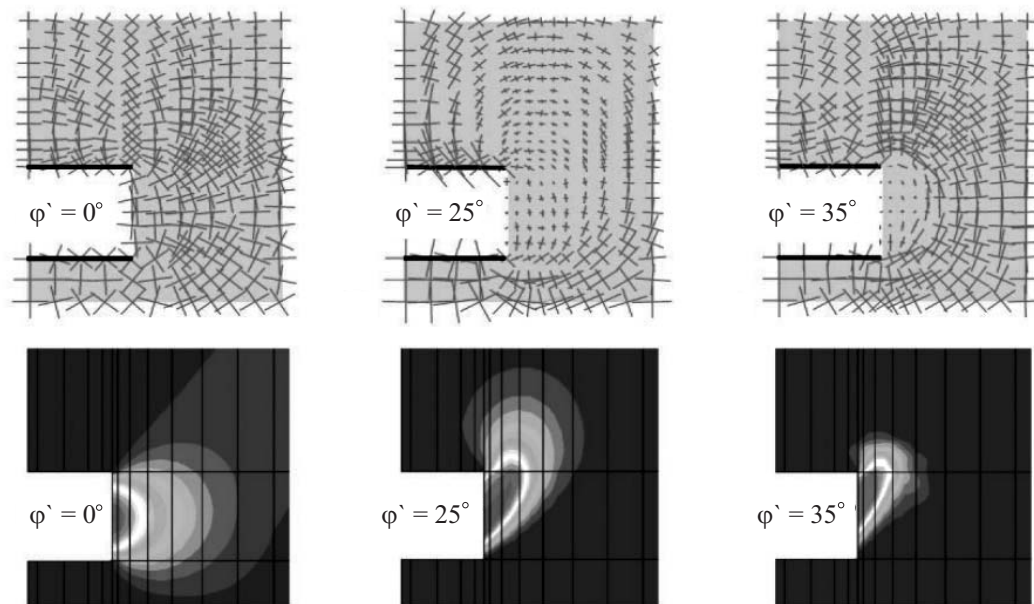 φ` = 0°
φ` = 25°
φ` = 35°
φ` = 0°
φ` = 25°
φ` = 35°